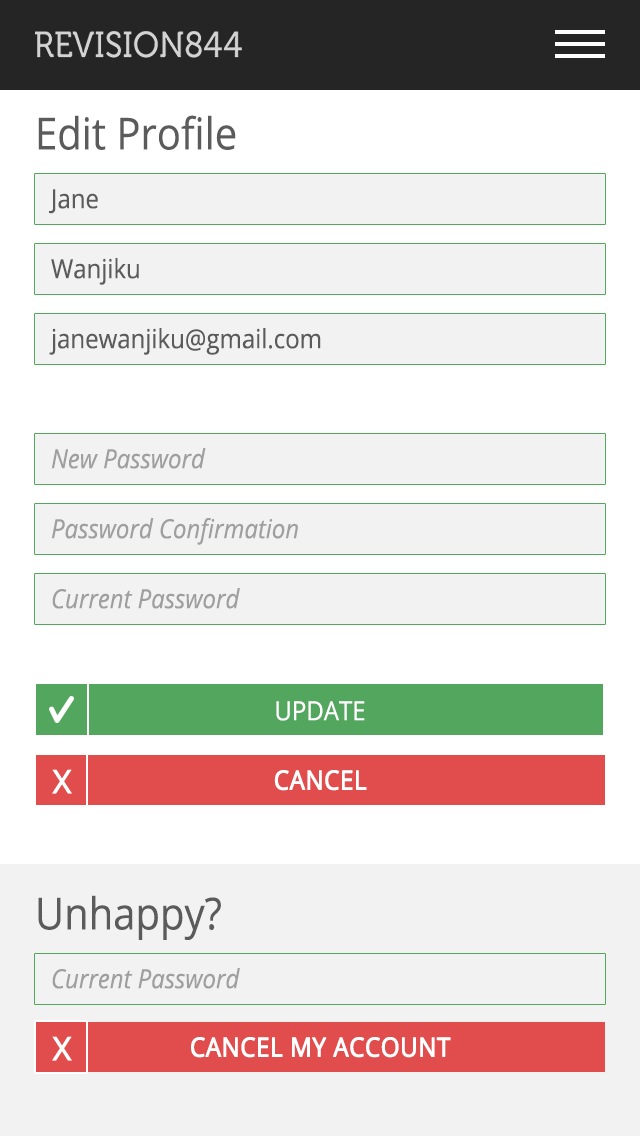 REVISION844
Edit Profile
Jane
Wanjiku
janewanjiku@gmail.com
New Password
Password Confirmation
Current Password
UPDATE
X CANCEL
Unhappy?
Current Password
X CANCEL MY ACCOUNT